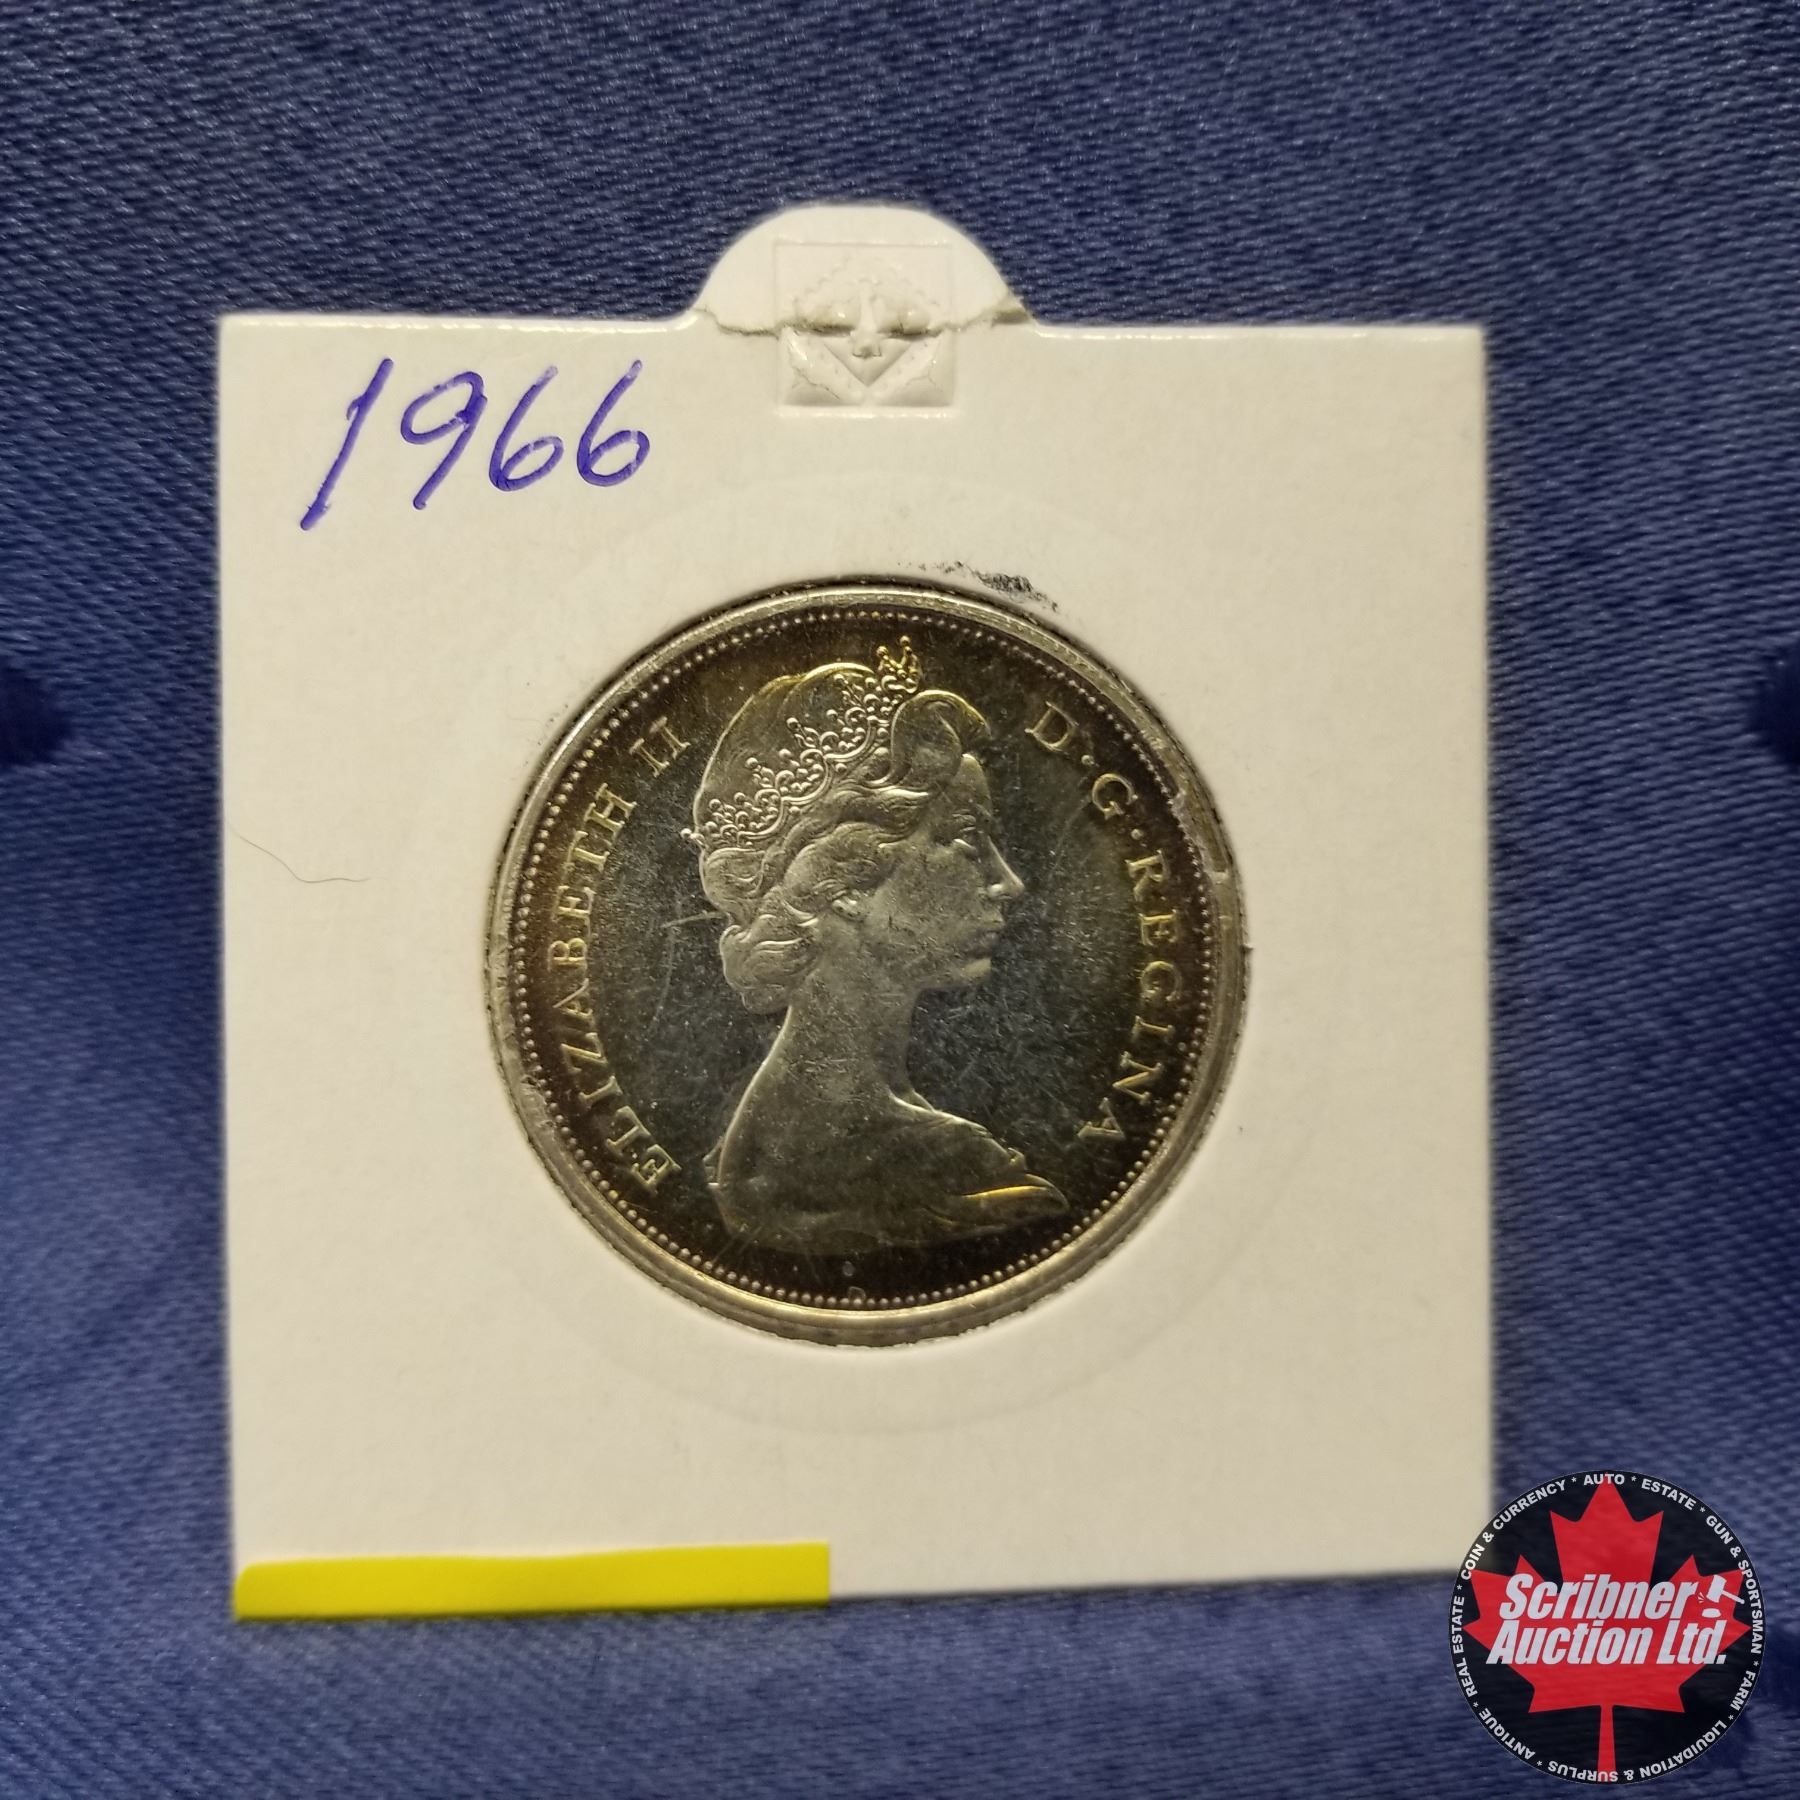 1966
ELIZABETH II D·G·REGINA
Scribner
Auction Ltd.
* COIN & CURRENCY * AUTO * ESTATE * GUN & SPORTSMAN * FARM * LIQUIDATION & SURPLUS * ANTIQUE * REAL ESTATE